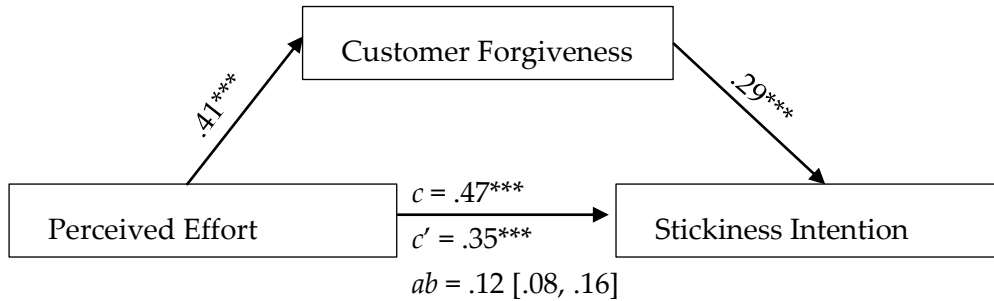 Customer Forgiveness
.41***
.29***
c = .47***
Perceived Effort
c’ = .35***
Stickiness Intention
ab = .12 [.08, .16]